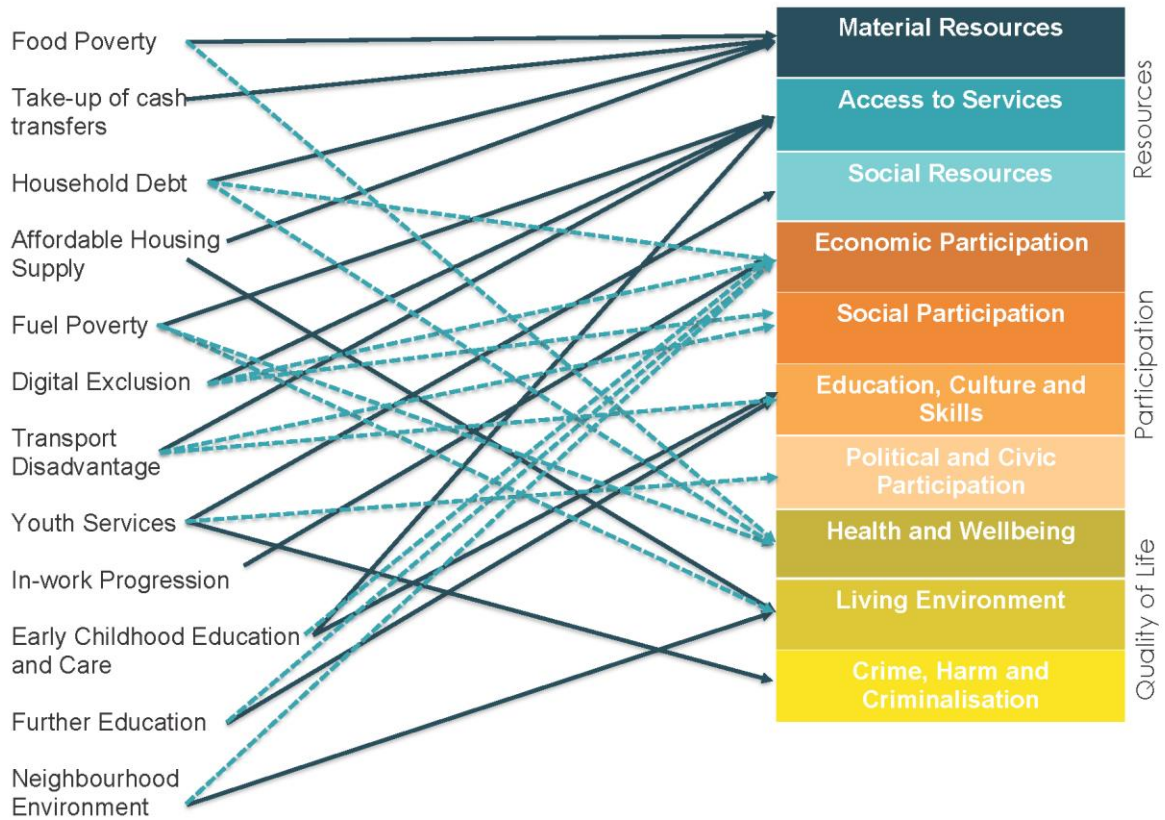 Food Poverty
Take-up of cash
transfers
Household Debt
Affordable Housing
Supply
Fuel Poverty
Digital Exclusion
Transport
Disadvantage
Youth Services
In-work Progression
Early Childhood Education
and Care
Further Education
Neighbourhood
Environment
Material Resources
Access to Services
Social Resources
Economic Participation
Social Participation
Education, Culture and
Skills
Political and Civic
Participation
Health and Wellbeing
Living Environment
Crime, Harm and
Criminalisation
Resources
Participation
Quality of Life